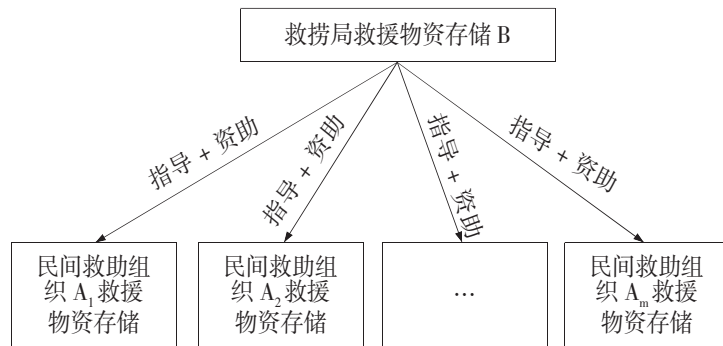 救捞局救援物资存储 B
指导 + 资助
指导 + 资助
指导 + 资助
指导 + 资助
民间救助组
织 A₁ 救援
物资存储
民间救助组
织 A₂ 救援
物资存储
…
民间救助组
织 Aₘ 救援
物资存储